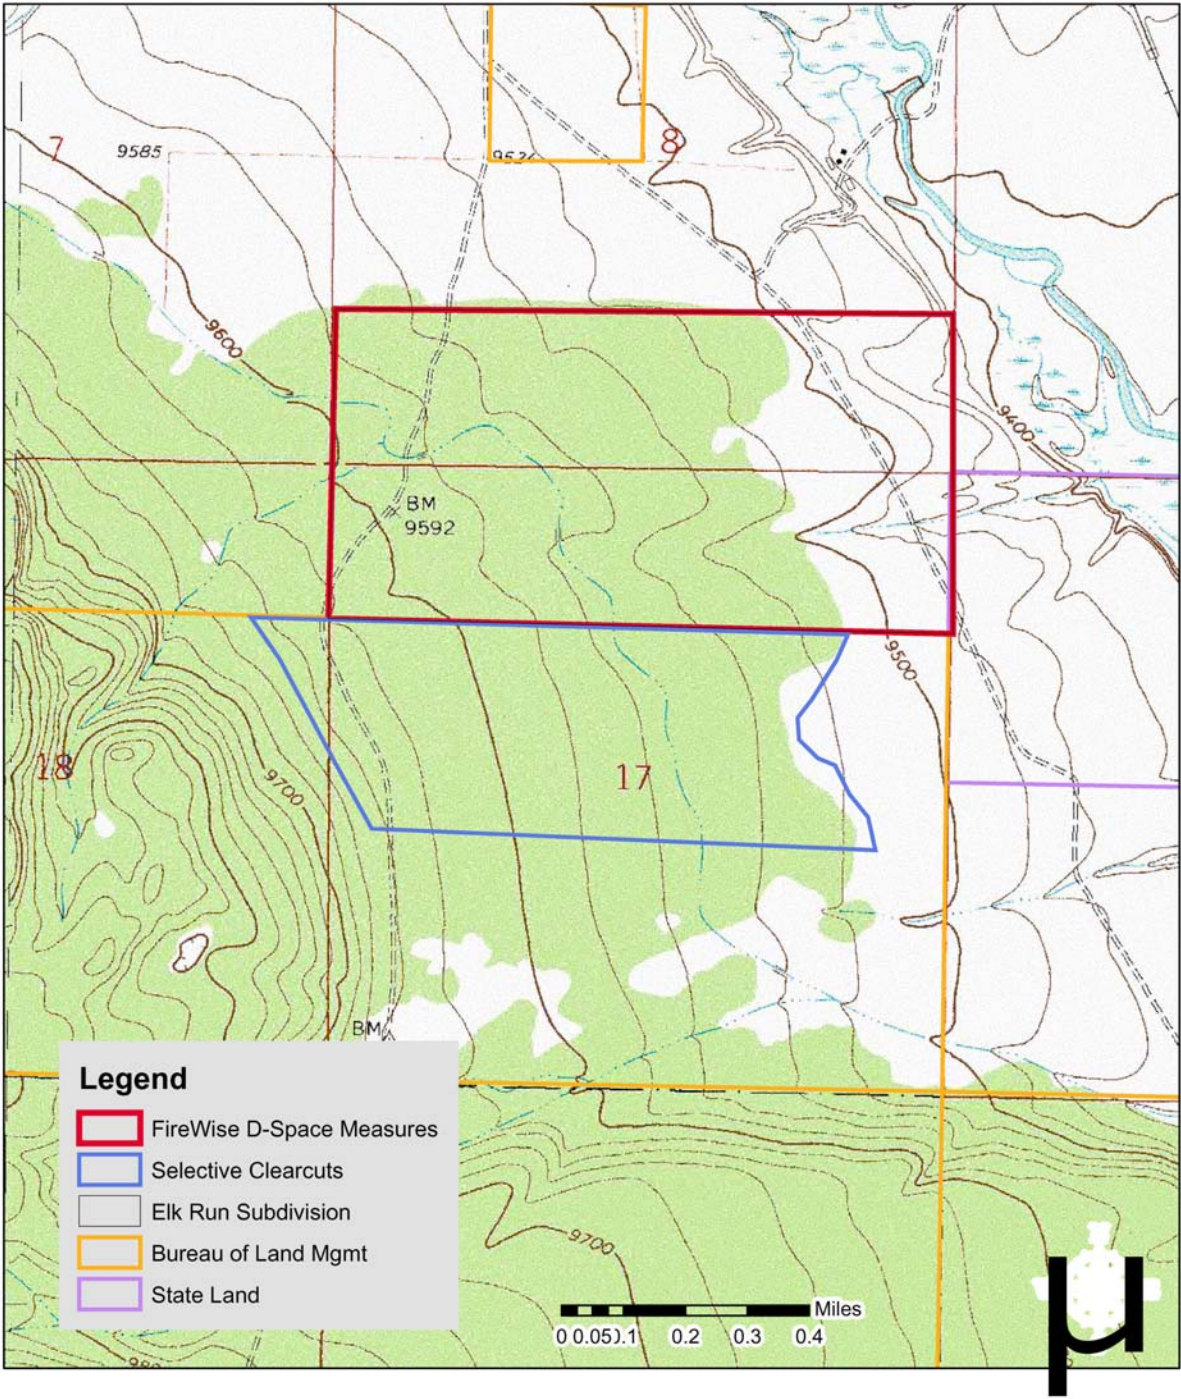 7
9585
8
9600
9400
BM
9592
9500
18
9700
17
BM
Legend
FireWise D-Space Measures
Selective Clearcuts
Elk Run Subdivision
Bureau of Land Mgmt
State Land
9700
Miles
0 0.05 0.1 0.2 0.3 0.4
µ